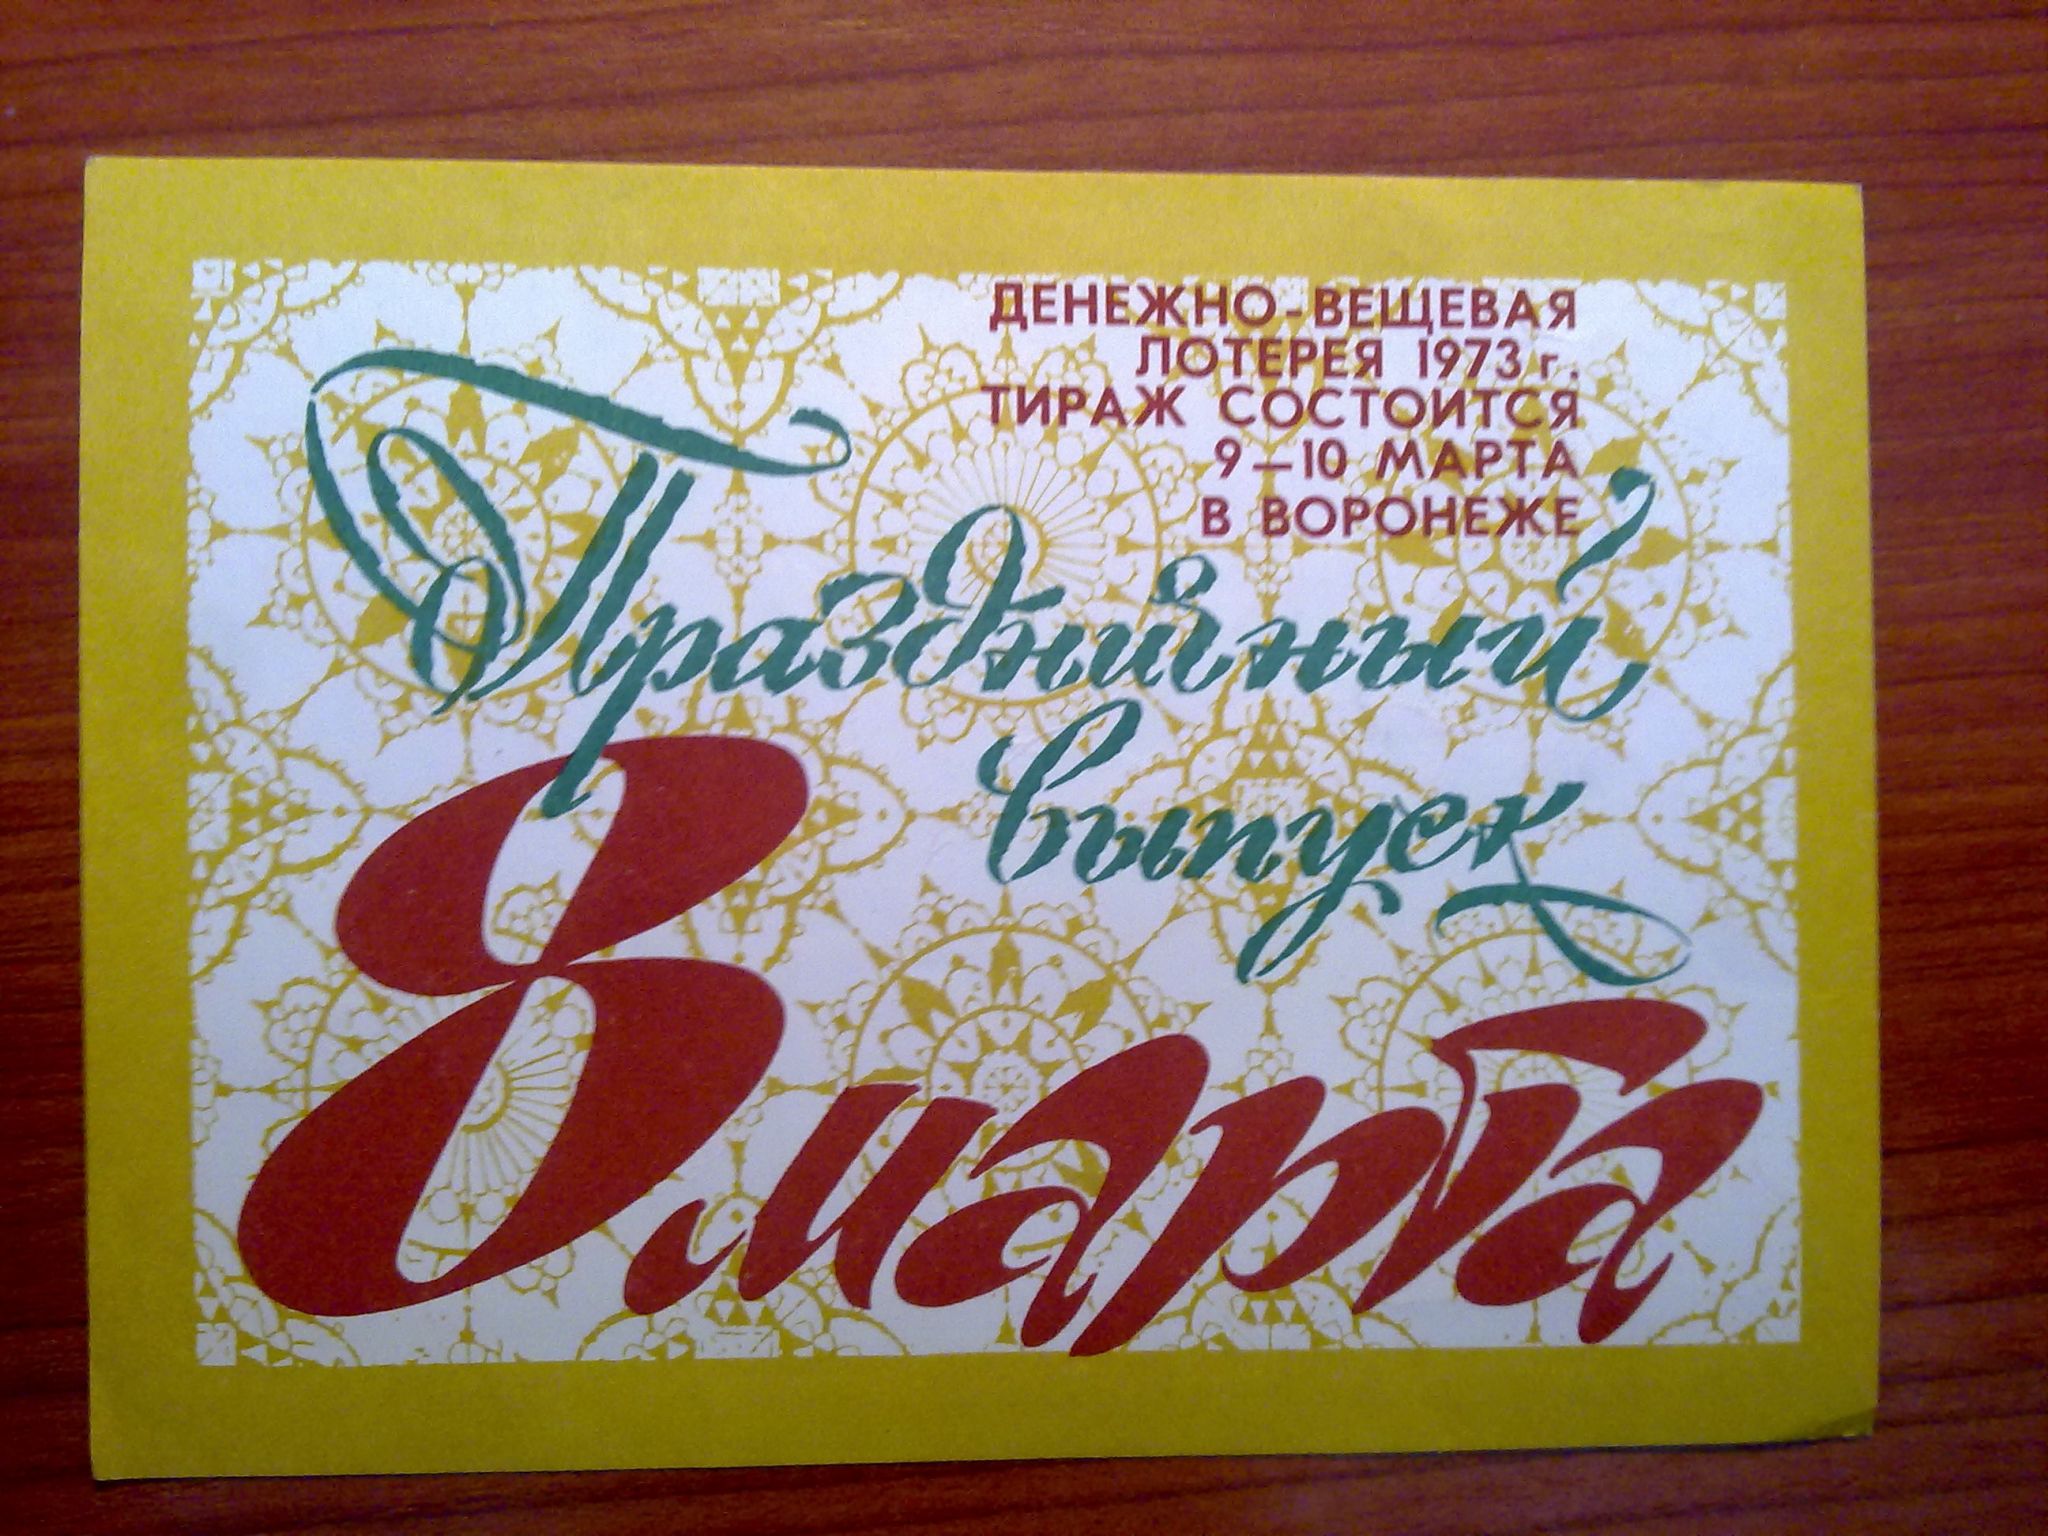 ДЕНЕЖНО-ВЕЩЕВАЯ
ЛОТЕРЕЯ 1973 г.
ТИРАЖ СОСТОИТСЯ
9—10 МАРТА
В ВОРОНЕЖЕ
Праздничный
выпуск
8 марта